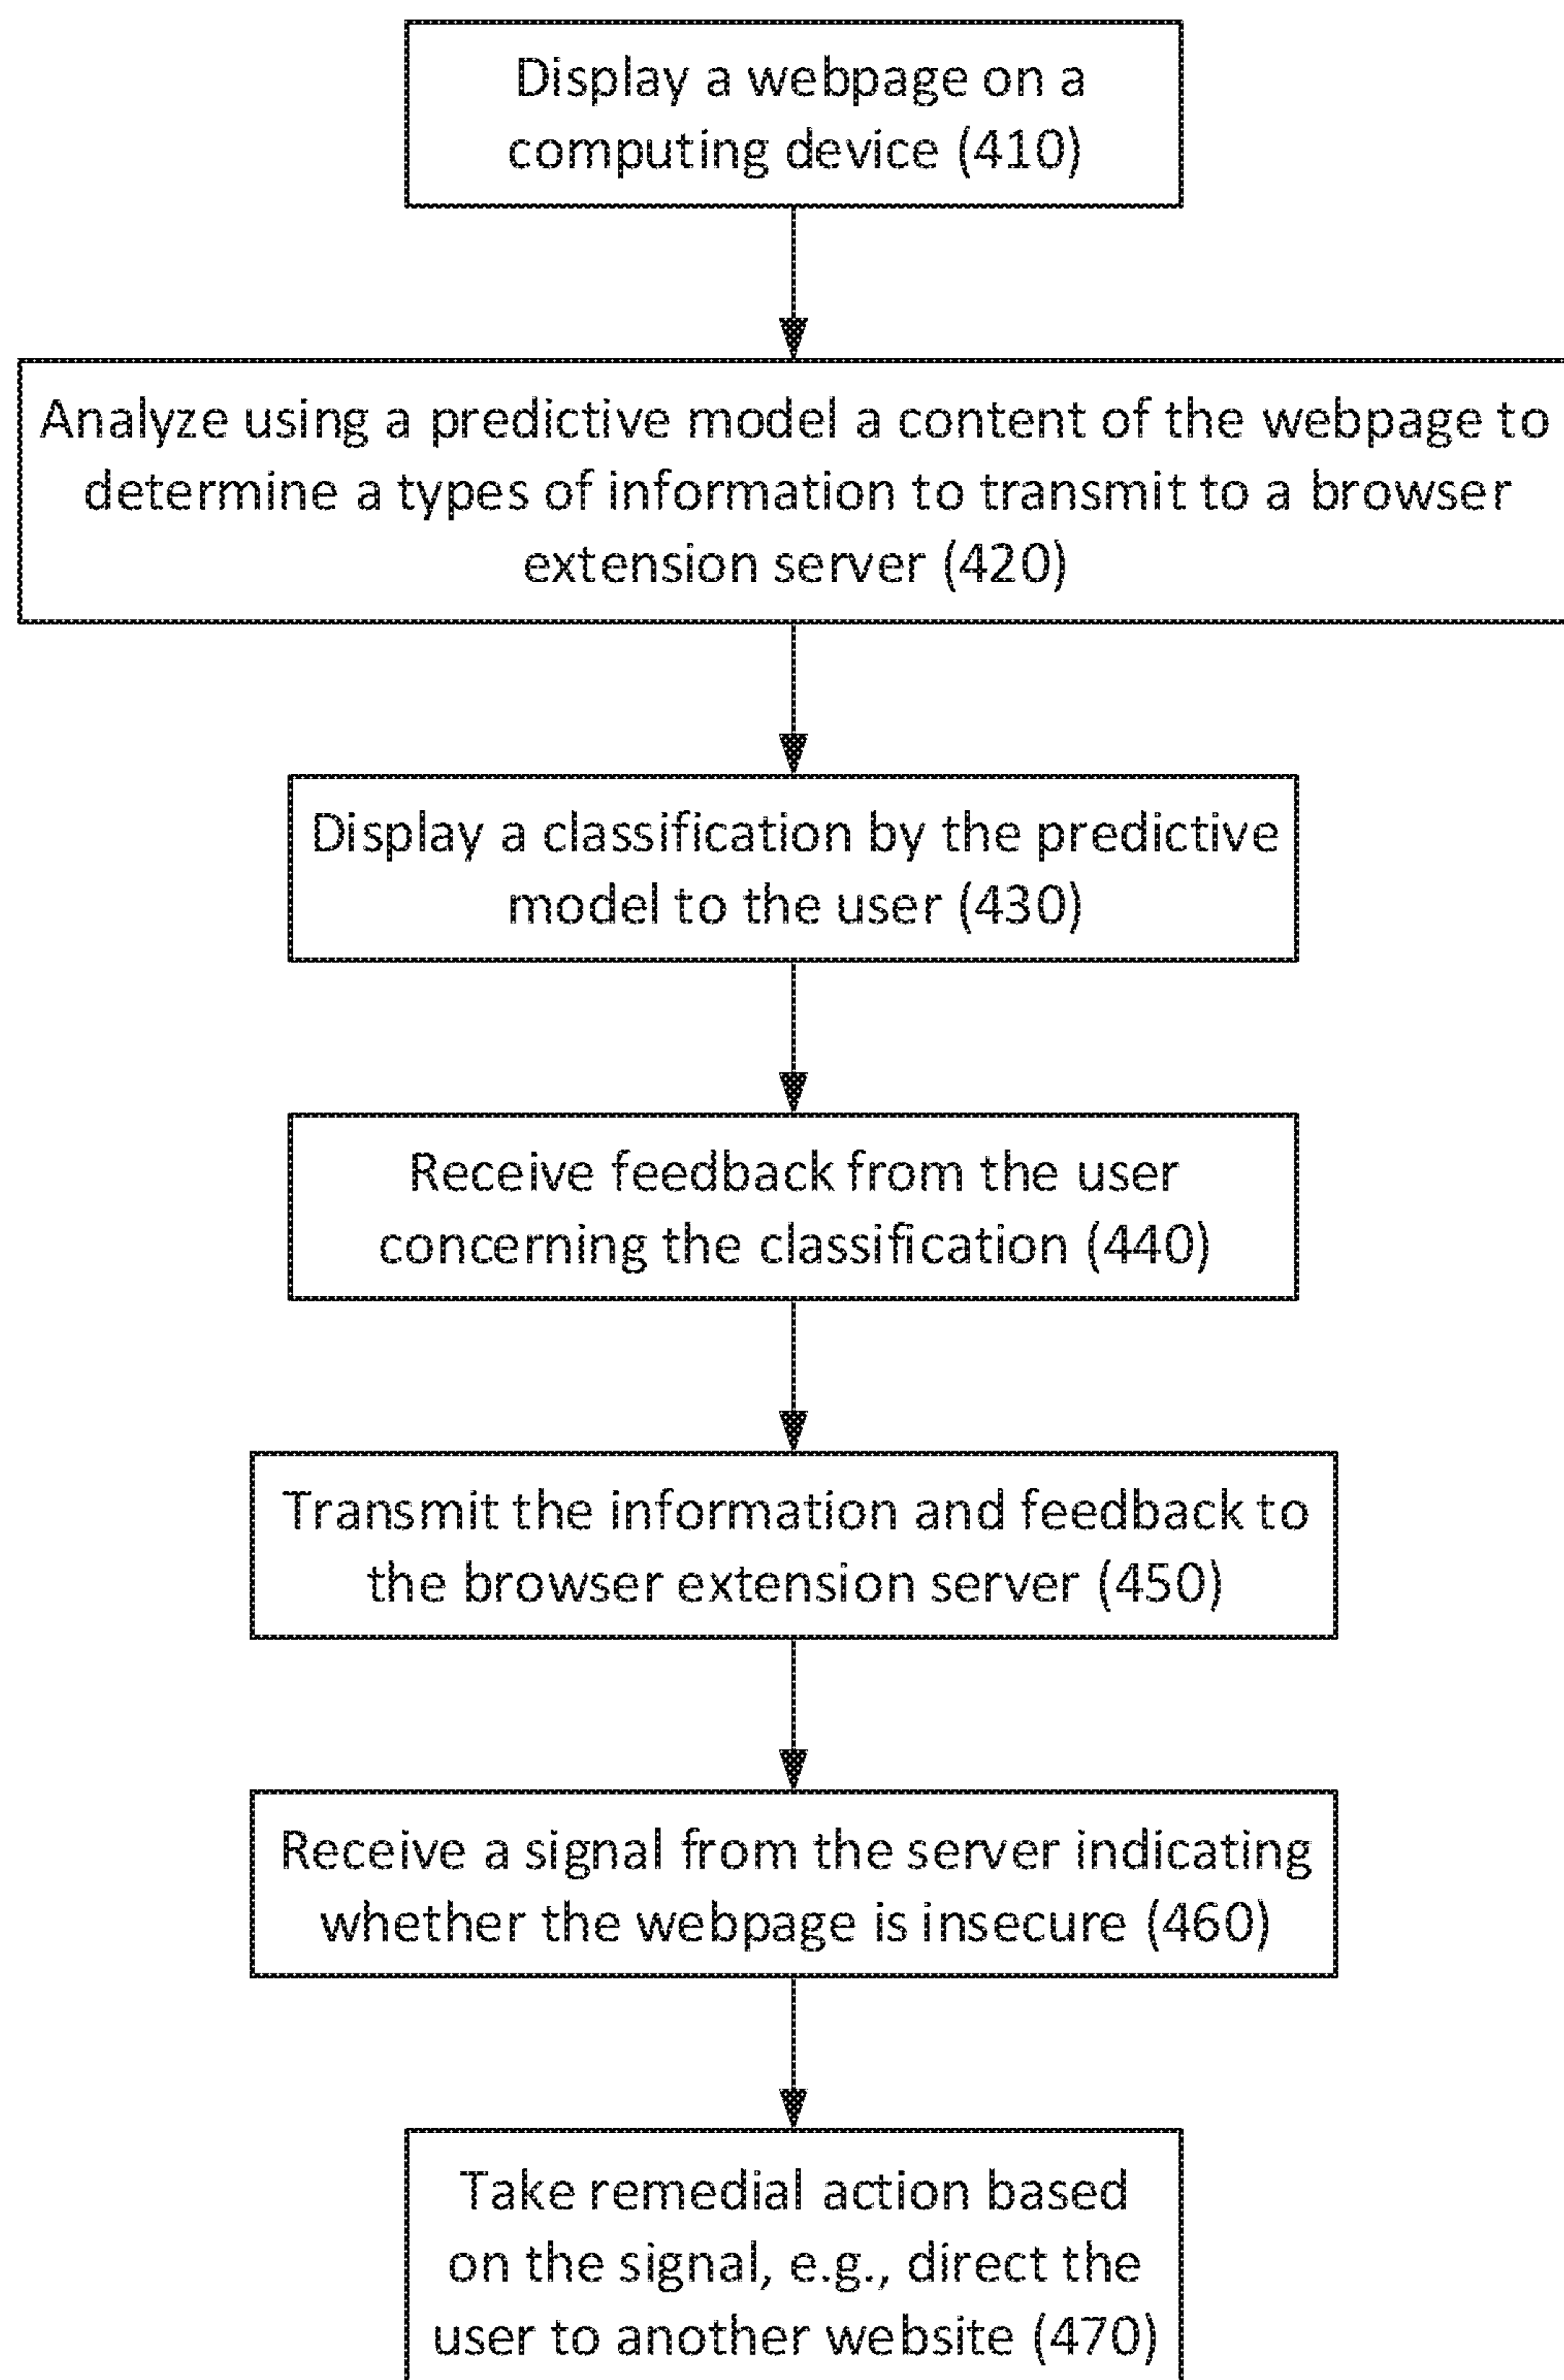 Display a webpage on a
computing device (410)
Analyze using a predictive model a content of the webpage to
determine a types of information to transmit to a browser
extension server (420)
Display a classification by the predictive
model to the user (430)
Receive feedback from the user
concerning the classification (440)
Transmit the information and feedback to
the browser extension server (450)
Receive a signal from the server indicating
whether the webpage is insecure (460)
Take remedial action based
on the signal, e.g., direct the
user to another website (470)